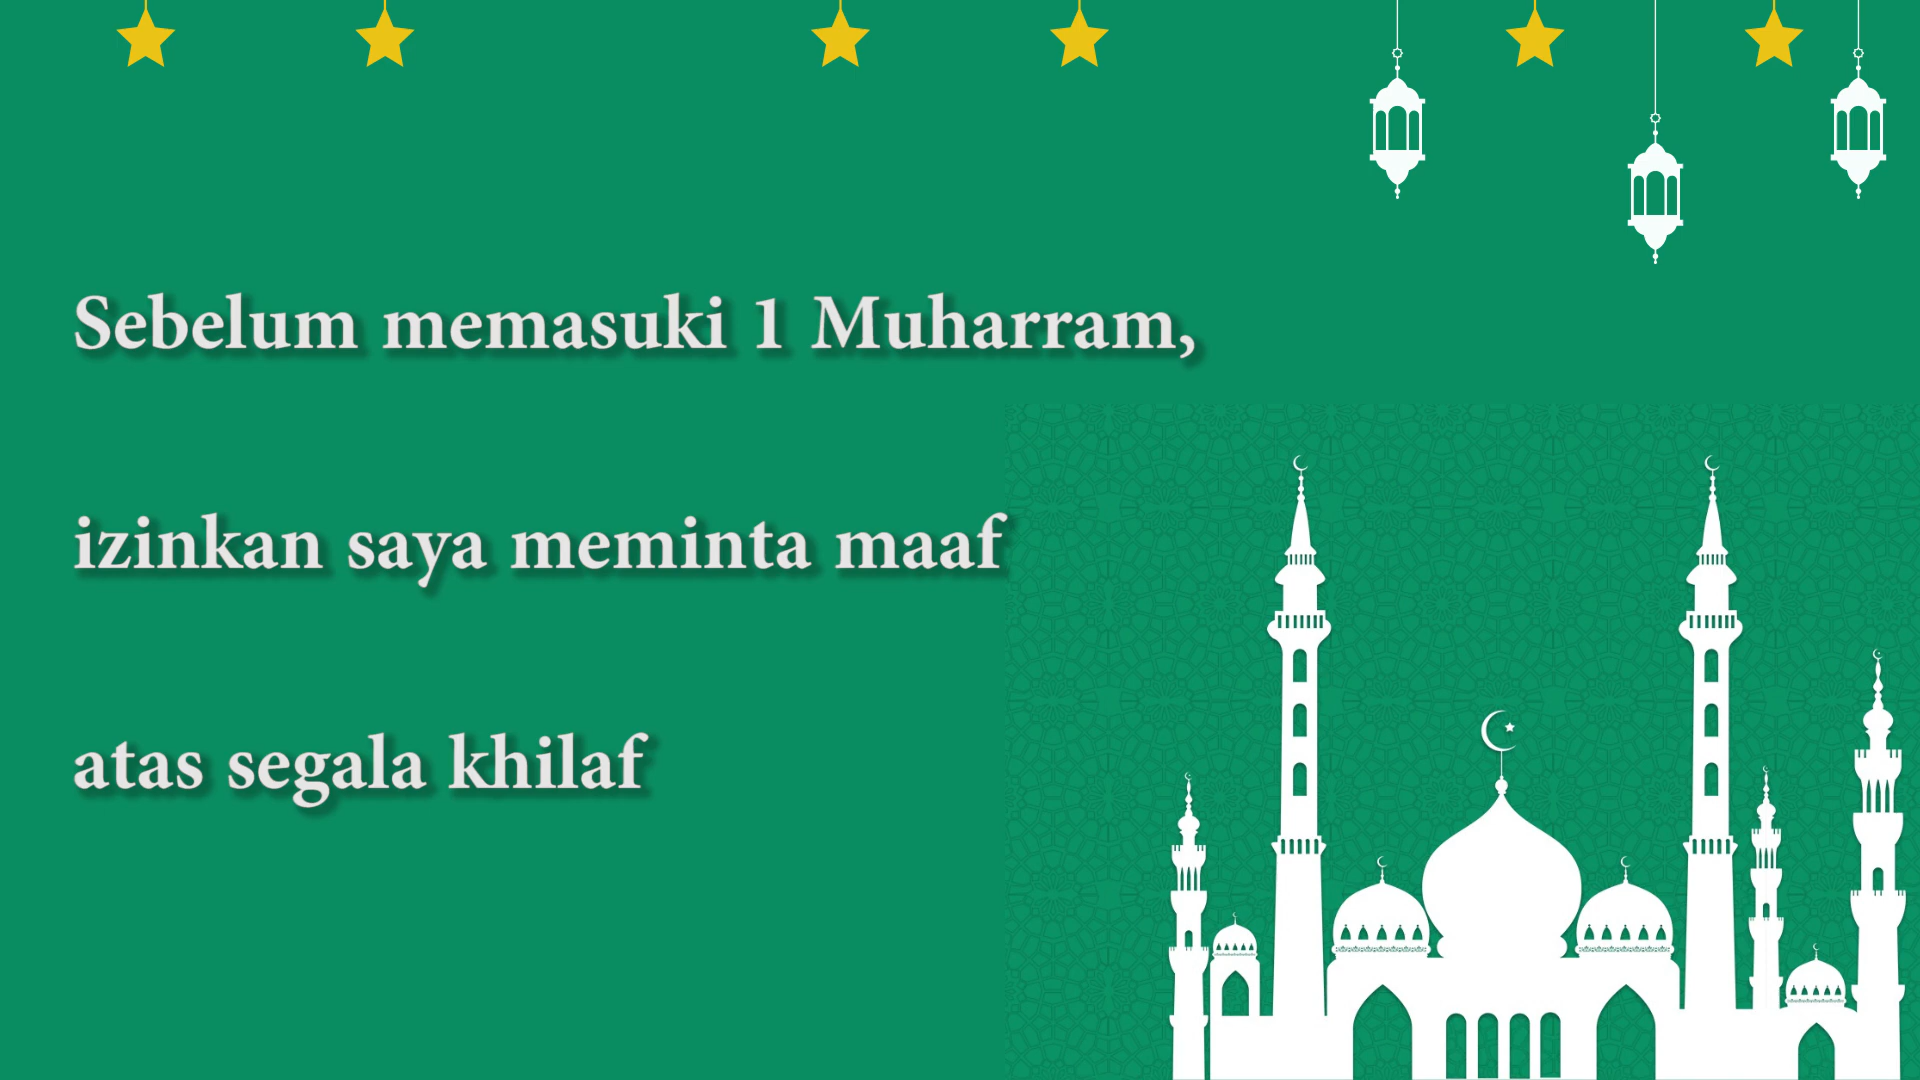 Sebelum memasuki 1 Muharram,
izinkan saya meminta maaf
atas segala khilaf